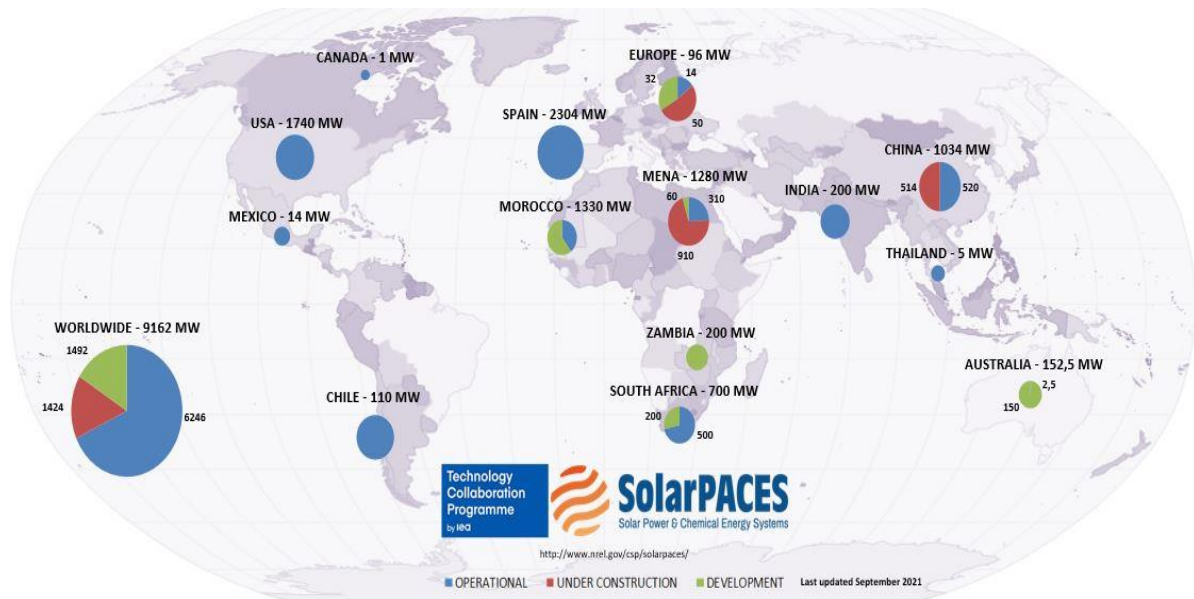 CANADA - 1 MW
EUROPE - 96 MW
32
14
50
USA - 1740 MW
SPAIN - 2304 MW
CHINA - 1034 MW
514
520
MENA - 1280 MW
60
310
910
INDIA - 200 MW
MEXICO - 14 MW
MOROCCO - 1330 MW
THAILAND - 5 MW
WORLDWIDE - 9162 MW
1492
1424
6246
ZAMBIA - 200 MW
AUSTRALIA - 152,5 MW
2,5
150
CHILE - 110 MW
SOUTH AFRICA - 700 MW
200
500
Technology
Collaboration
Programme
by iea
SolarPACES
Solar Power & Chemical Energy Systems
http://www.nrel.gov/csp/solarpaces/
OPERATIONAL UNDER CONSTRUCTION DEVELOPMENT Last updated September 2021